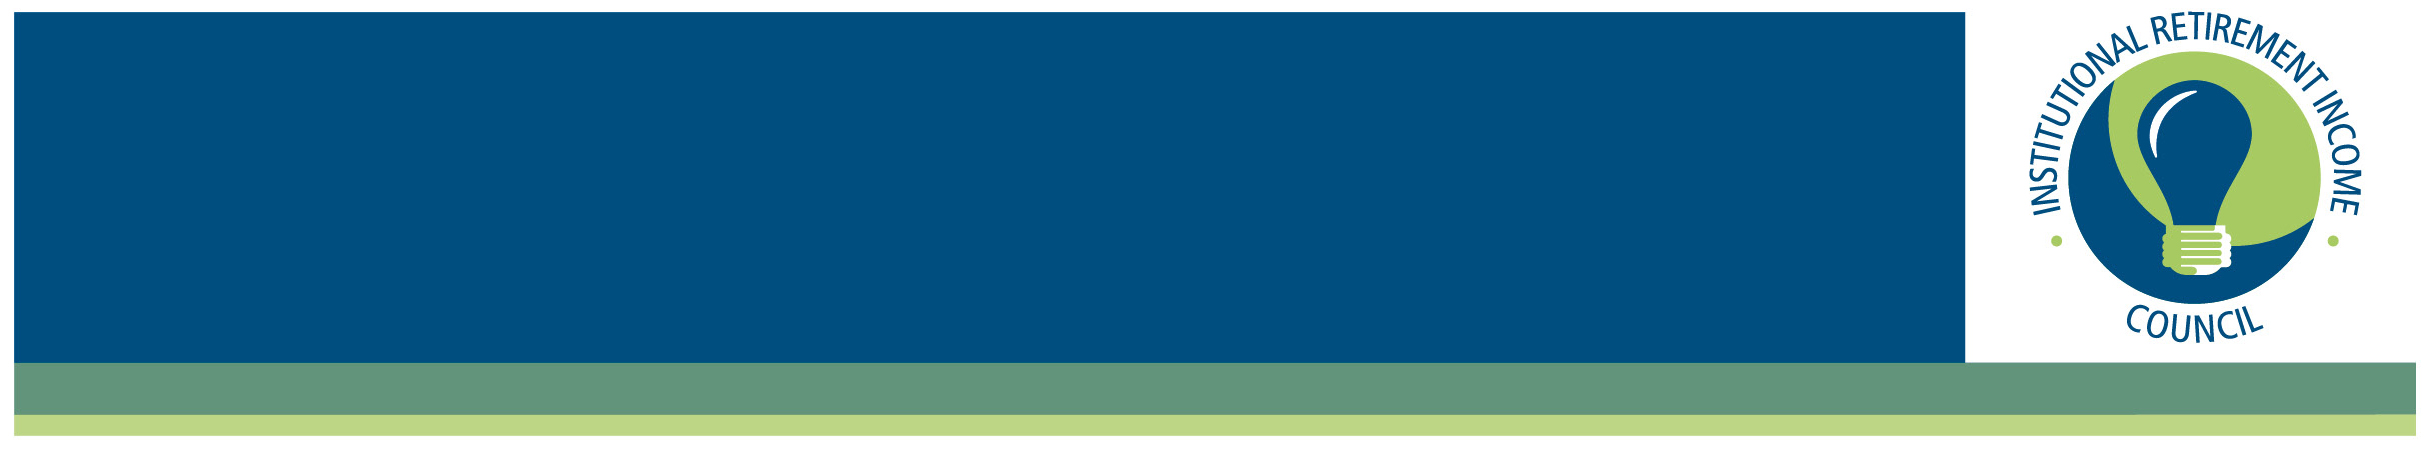 INSTITUTIONAL RETIREMENT INCOME
COUNCIL